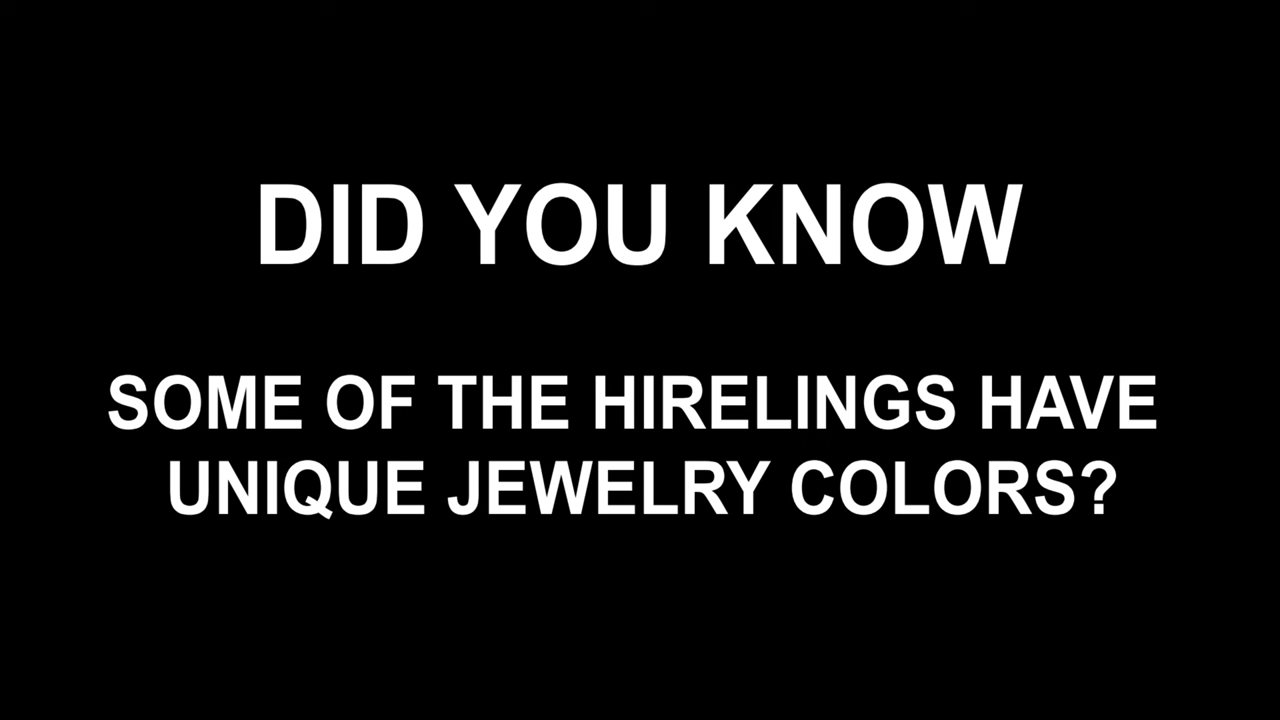 DID YOU KNOW
SOME OF THE HIRELINGS HAVE
UNIQUE JEWELRY COLORS?